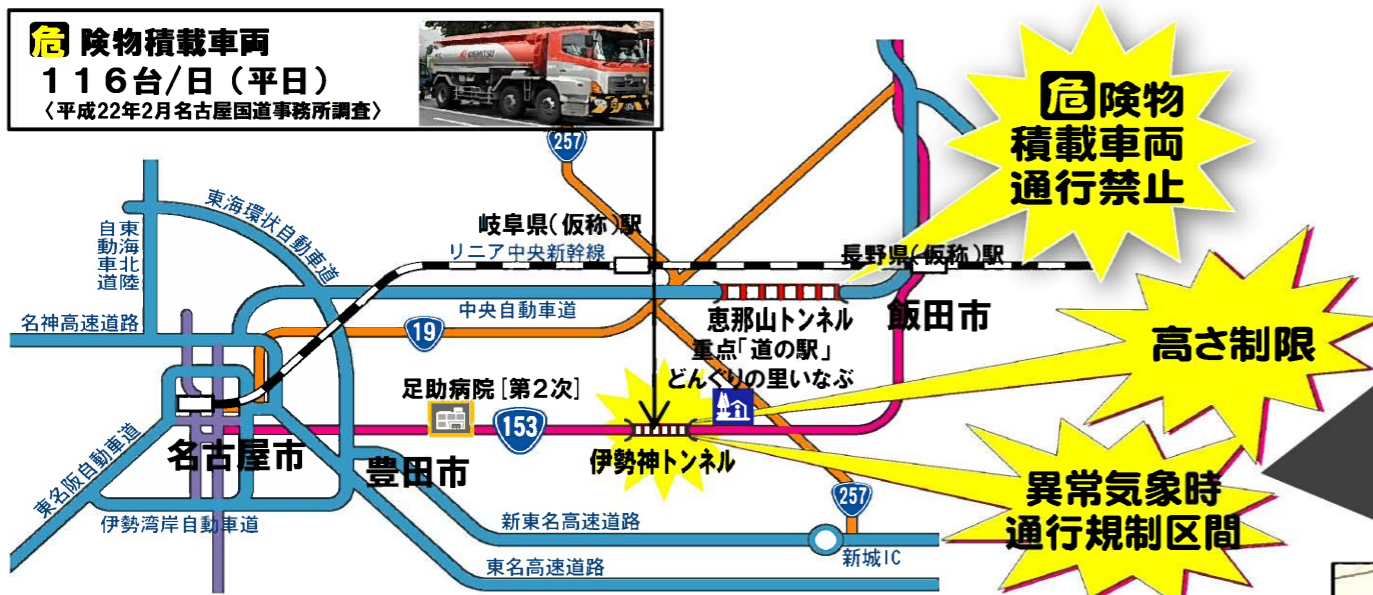 危険物積載車両
116台/日（平日）
〈平成22年2月名古屋国道事務所調査〉
IDEMITSU
危険物
積載車両
通行禁止
257
東海環状自動車道
東海北陸
自動車道
岐阜県(仮称)駅
リニア中央新幹線
長野県(仮称)駅
中央自動車道
名神高速道路
19
恵那山トンネル
飯田市
高さ制限
重点「道の駅」
どんぐりの里いなぶ
足助病院[第2次]
153
名古屋市
豊田市
伊勢神トンネル
東名阪自動車道
異常気象時
通行規制区間
257
伊勢湾岸自動車道
新東名高速道路
新城IC
東名高速道路